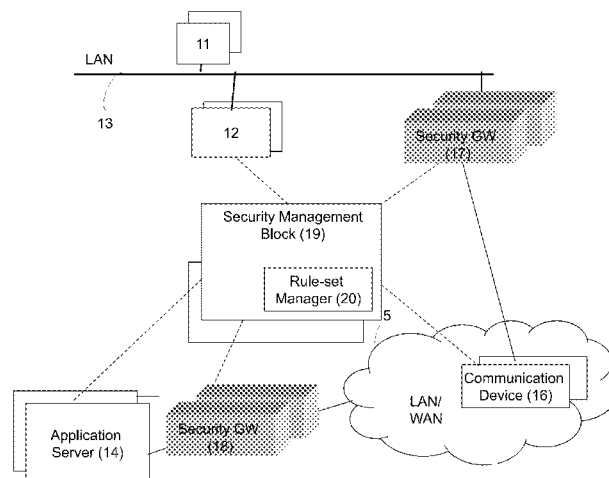 11
LAN
13
12
Security GW
(17)
Security Management
Block (19)
Rule-set
Manager (20)
5
Communication
Device (16)
LAN/
WAN
Application
Server (14)
Security GW
(18)